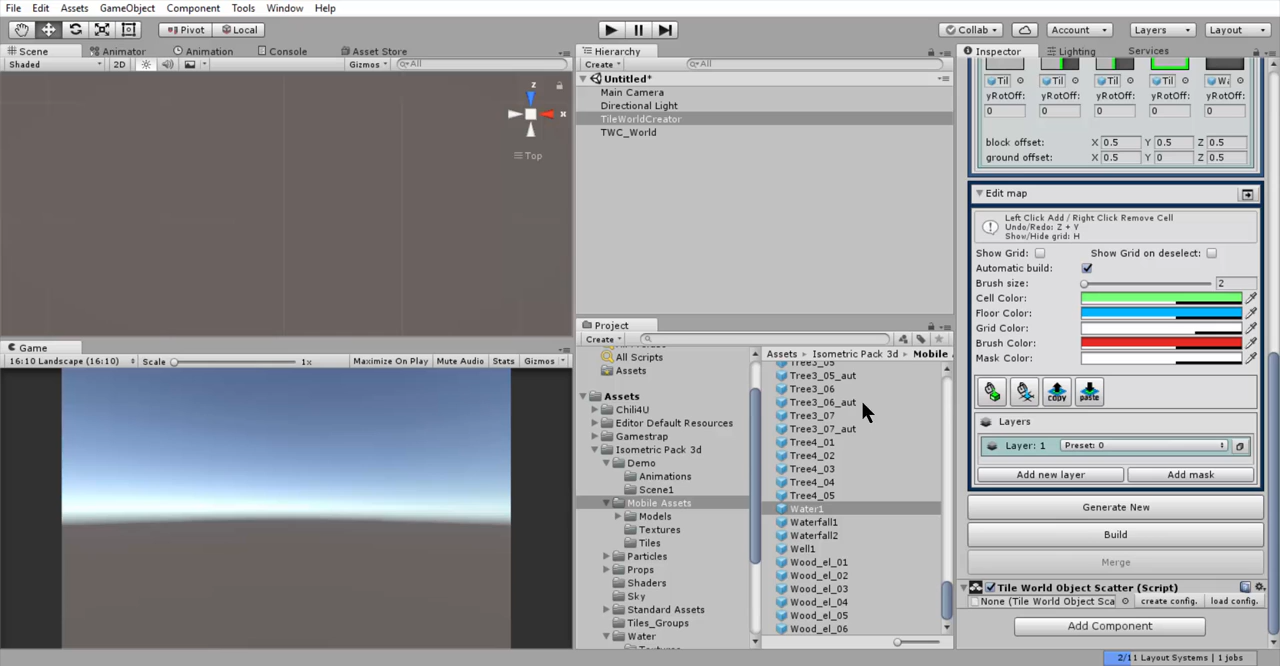 File Edit Assets GameObject Component Tools Window Help
Pivot Local Collab Account Layers Layout
Scene Animator Animation Console Asset Store
Shaded 2D Gizmos All
z
x
Top
Game
16:10 Landscape (16:10) Scale 1x Maximize On Play Mute Audio Stats Gizmos
Hierarchy
Create All
Untitled*
Main Camera
Directional Light
TileWorldCreator
TWC_World
Project
Create
All Scripts
Assets
Assets
Chili4U
Editor Default Resources
Gamestrap
Isometric Pack 3d
Demo
Animations
Scene1
Mobile Assets
Models
Textures
Tiles
Particles
Props
Shaders
Sky
Standard Assets
Tiles_Groups
Water
Assets Isometric Pack 3d Mobile
Tree3_05
Tree3_05_aut
Tree3_06
Tree3_06_aut
Tree3_07
Tree3_07_aut
Tree4_01
Tree4_02
Tree4_03
Tree4_04
Tree4_05
Water1
Waterfall1
Waterfall2
Well1
Wood_el_01
Wood_el_02
Wood_el_03
Wood_el_04
Wood_el_05
Wood_el_06
Inspector Lighting Services
Til Til Til Til Wa
yRotOff: yRotOff: yRotOff: yRotOff: yRotOff:
0 0 0 0 0
block offset: X 0.5 Y 0.5 Z 0.5
ground offset: X 0.5 Y 0 Z 0.5
Edit map
Left Click Add / Right Click Remove Cell
Undo/Redo: Z + Y
Show/Hide grid: H
Show Grid: Show Grid on deselect:
Automatic build:
Brush size: 2
Cell Color:
Floor Color:
Grid Color:
Brush Color:
Mask Color:
copy paste
Layers
Layer: 1 Preset: 0
Add new layer Add mask
Generate New
Build
Merge
Tile World Object Scatter (Script)
None (Tile World Object Sca create config. load config.
Add Component
2/11 Layout Systems | 1 jobs